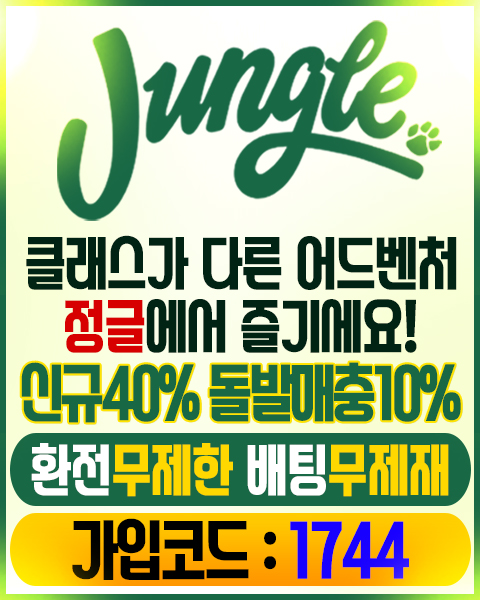 Jungle
클래스가 다른 어드벤처
정글에서 즐기세요!
신규40% 돌발매충10%
환전무제한 배팅무제재
가입코드 : 1744